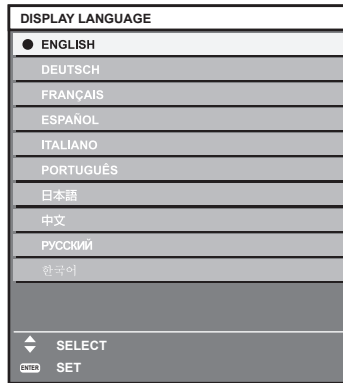 DISPLAY LANGUAGE
ENGLISH
DEUTSCH
FRANÇAIS
ESPAÑOL
ITALIANO
PORTUGUÊS
日本語
中文
РУССКИЙ
한국어
SELECT
ENTER SET